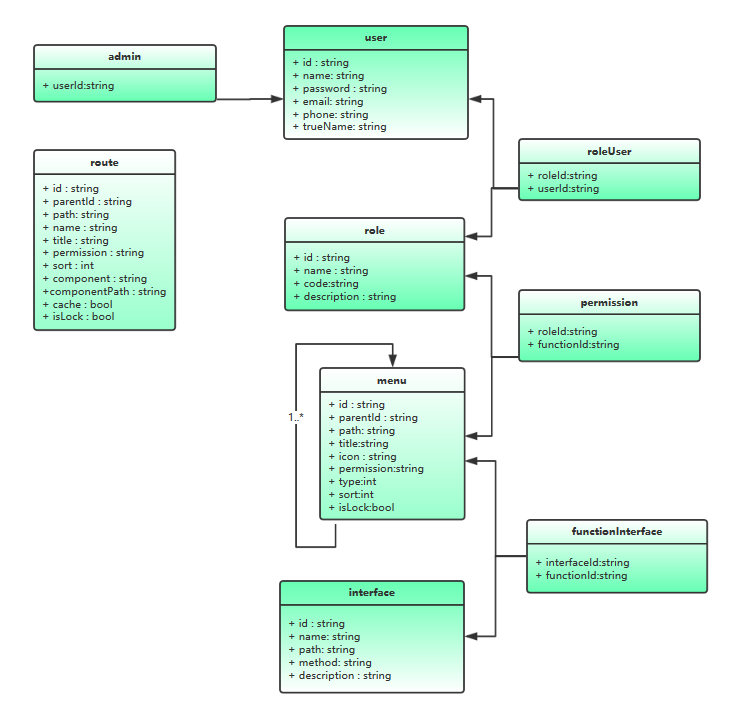 admin
+ userId:string
user
+ id : string
+ name: string
+ password : string
+ email: string
+ phone: string
+ trueName: string
roleUser
+ roleId:string
+ userId:string
route
+ id : string
+ parentId : string
+ path: string
+ name : string
+ title : string
+ permission : string
+ sort : int
+ component : string
+componentPath : string
+ cache : bool
+ isLock : bool
role
+ id : string
+ name : string
+ code:string
+ description : string
permission
+ roleId:string
+ functionId:string
1..*
menu
+ id : string
+ parentId : string
+ path: string
+ title:string
+ icon : string
+ permission:string
+ type:int
+ sort:int
+ isLock:bool
functionInterface
+ interfaceId:string
+ functionId:string
interface
+ id : string
+ name: string
+ path: string
+ method: string
+ description : string